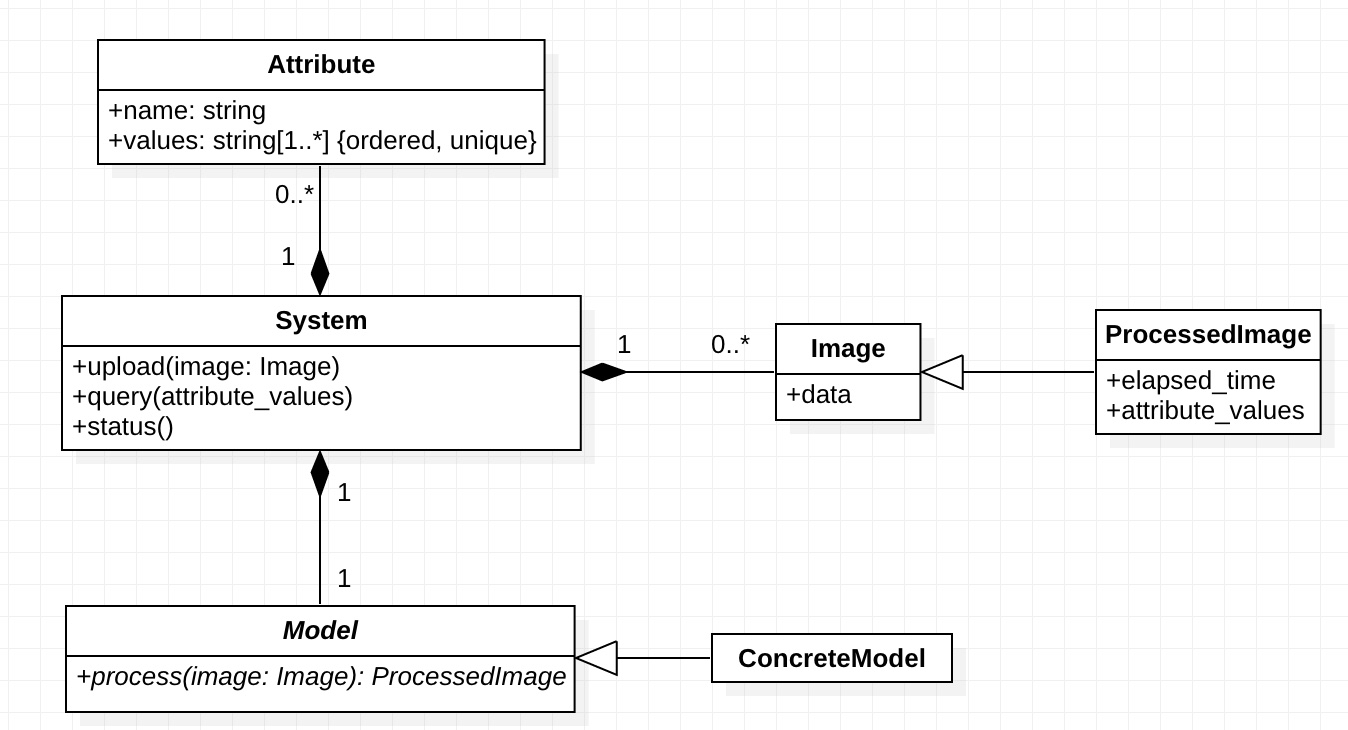 Attribute
+name: string
+values: string[1..*] {ordered, unique}
0..*
1
System
+upload(image: Image)
+query(attribute_values)
+status()
1
0..*
Image
+data
ProcessedImage
+elapsed_time
+attribute_values
1
1
Model
+process(image: Image): ProcessedImage
ConcreteModel